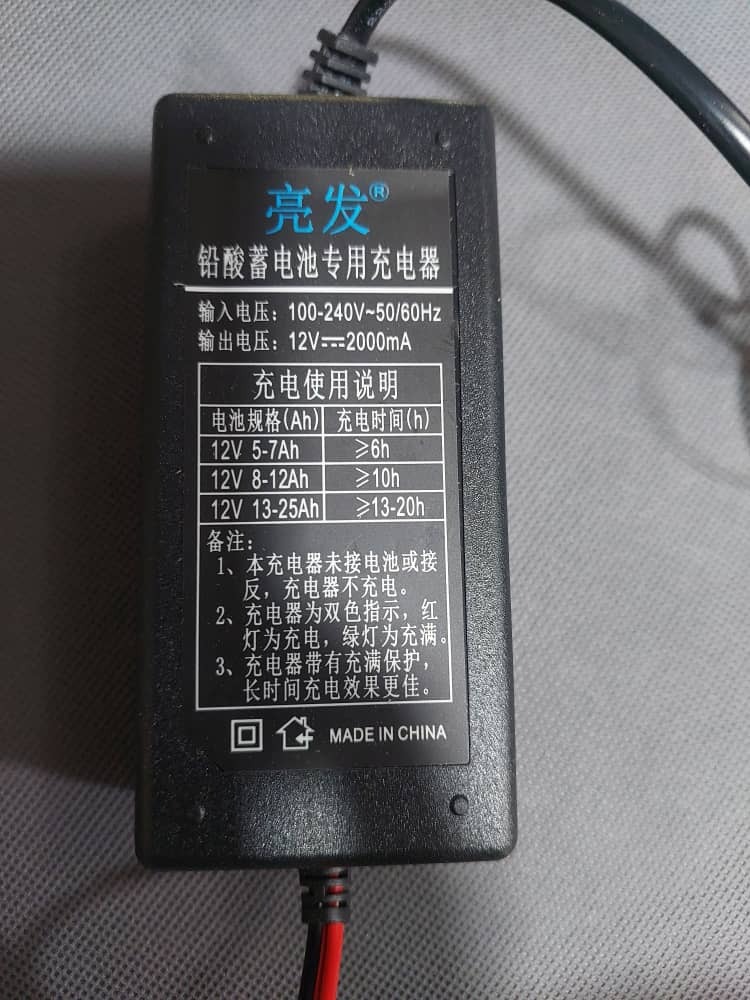 亮发®
铅酸蓄电池专用充电器
输入电压：100-240V~50/60Hz
输出电压：12V⎓2000mA
充电使用说明
电池规格(Ah) 充电时间(h)
12V 5-7Ah ≥6h
12V 8-12Ah ≥10h
12V 13-25Ah ≥13-20h
备注：
1、本充电器未接电池或接
反，充电器不充电。
2、充电器为双色指示，红
灯为充电，绿灯为充满。
3、充电器带有充满保护，
长时间充电效果更佳。
MADE IN CHINA